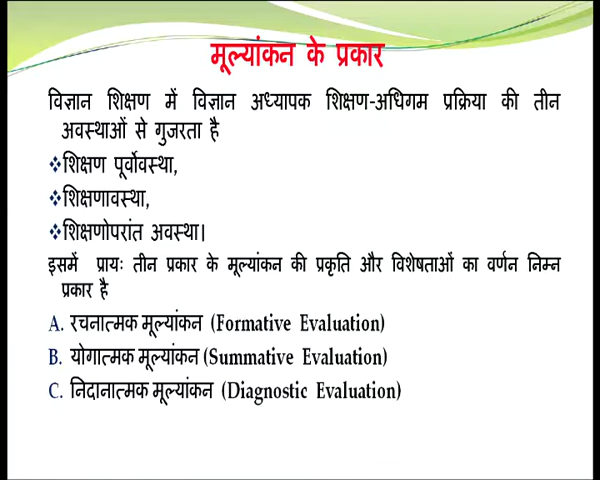 मूल्यांकन के प्रकार
विज्ञान शिक्षण में विज्ञान अध्यापक शिक्षण-अधिगम प्रक्रिया की तीन
अवस्थाओं से गुजरता है
❖शिक्षण पूर्वोवस्था,
❖शिक्षणावस्था,
❖शिक्षणोपरांत अवस्था।
इसमें प्रायः तीन प्रकार के मूल्यांकन की प्रकृति और विशेषताओं का वर्णन निम्न
प्रकार है
A. रचनात्मक मूल्यांकन (Formative Evaluation)
B. योगात्मक मूल्यांकन (Summative Evaluation)
C. निदानात्मक मूल्यांकन (Diagnostic Evaluation)